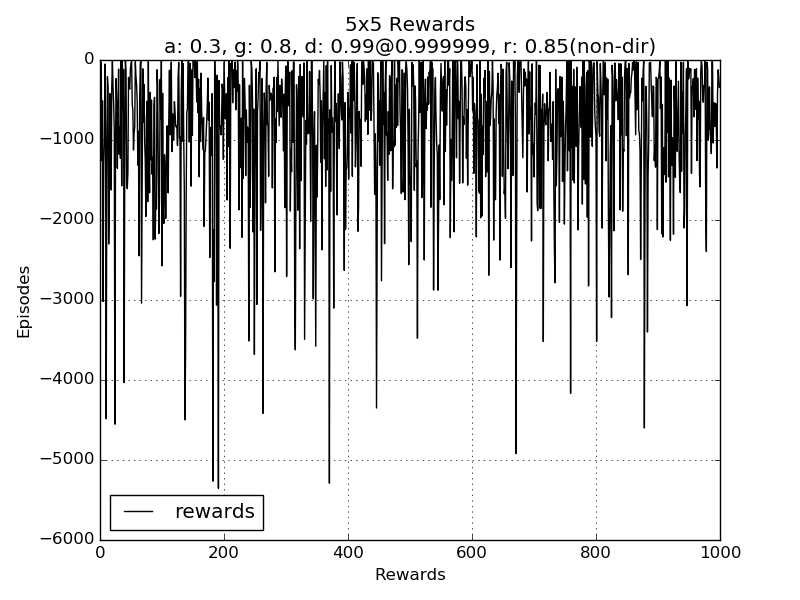 5x5 Rewards
a: 0.3, g: 0.8, d: 0.99@0.999999, r: 0.85(non-dir)
0
−1000
−2000
−3000
−4000
−5000
−6000
Episodes
rewards
0 200 400 600 800 1000
Rewards